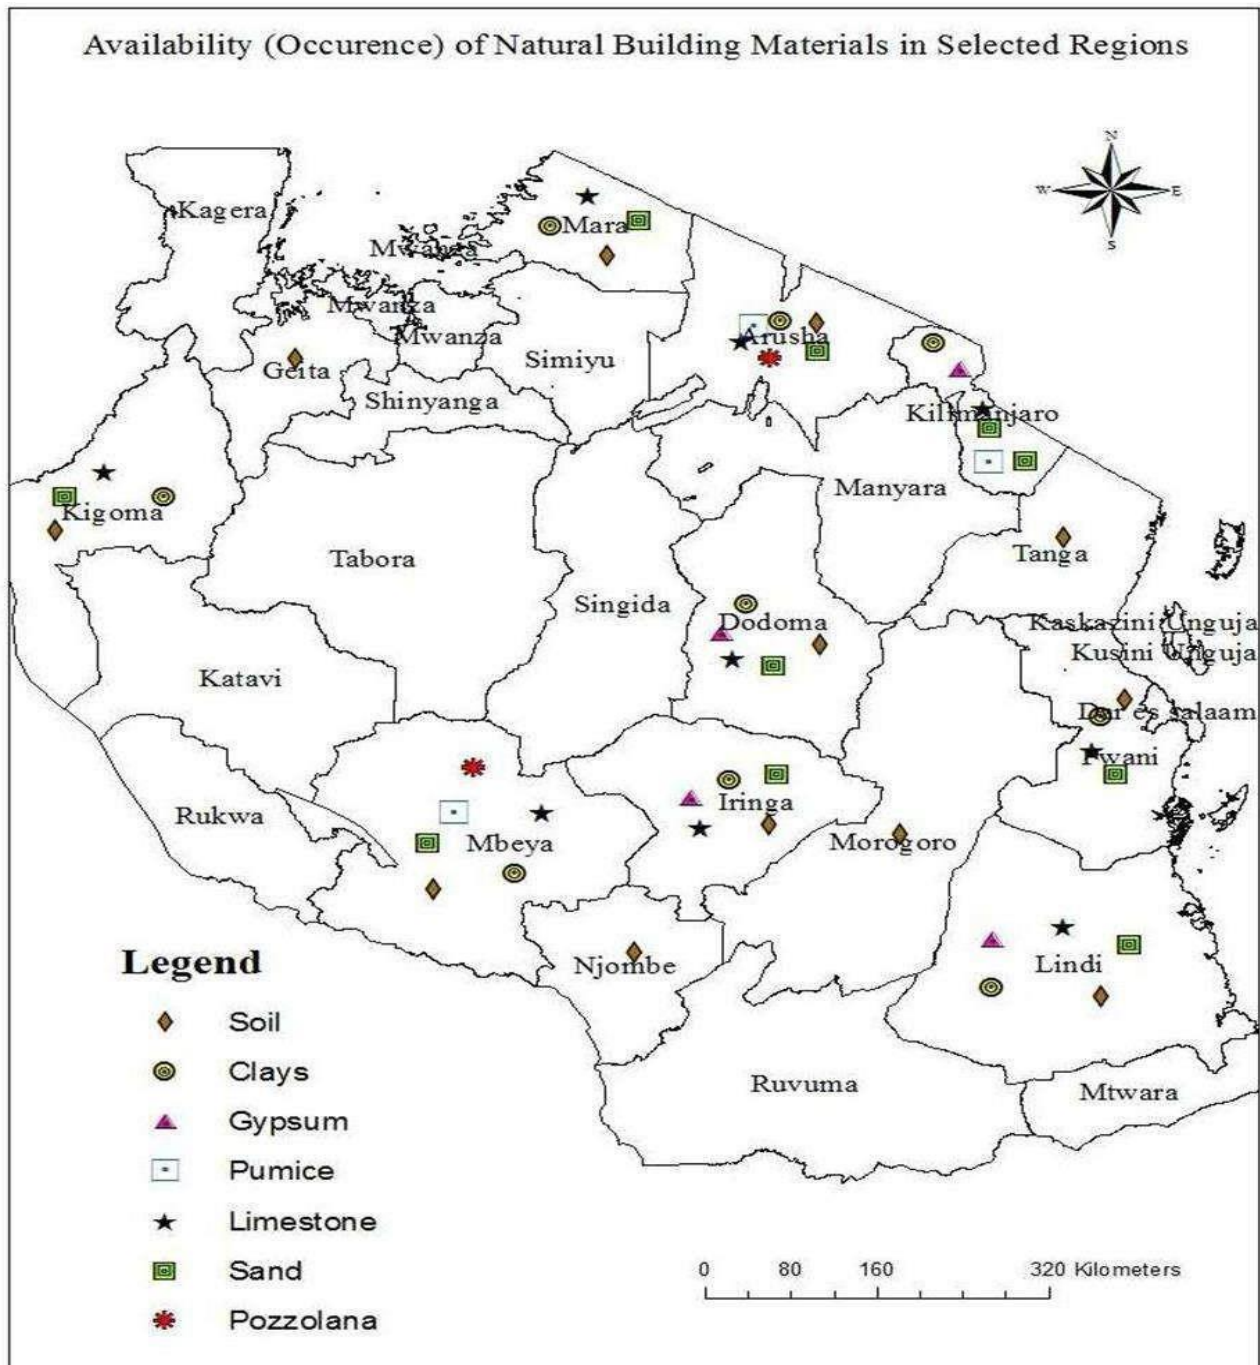 Availability (Occurence) of Natural Building Materials in Selected Regions
N
W E
S
Kagera
Mara
Mwanza
Mwanza
Mwanza
Arusha
Simiyu
Geita
Shinyanga
Kilimanjaro
Manyara
Kigoma
Tabora
Tanga
Singida
Dodoma
Kaskazini Unguja
Kusini Unguja
Katavi
Dar es salaam
Pwani
Rukwa
Iringa
Mbeya
Morogoro
Njombe
Lindi
Ruvuma
Mtwara
Legend
Soil
Clays
Gypsum
Pumice
Limestone
Sand
Pozzolana
0 80 160 320 Kilometers